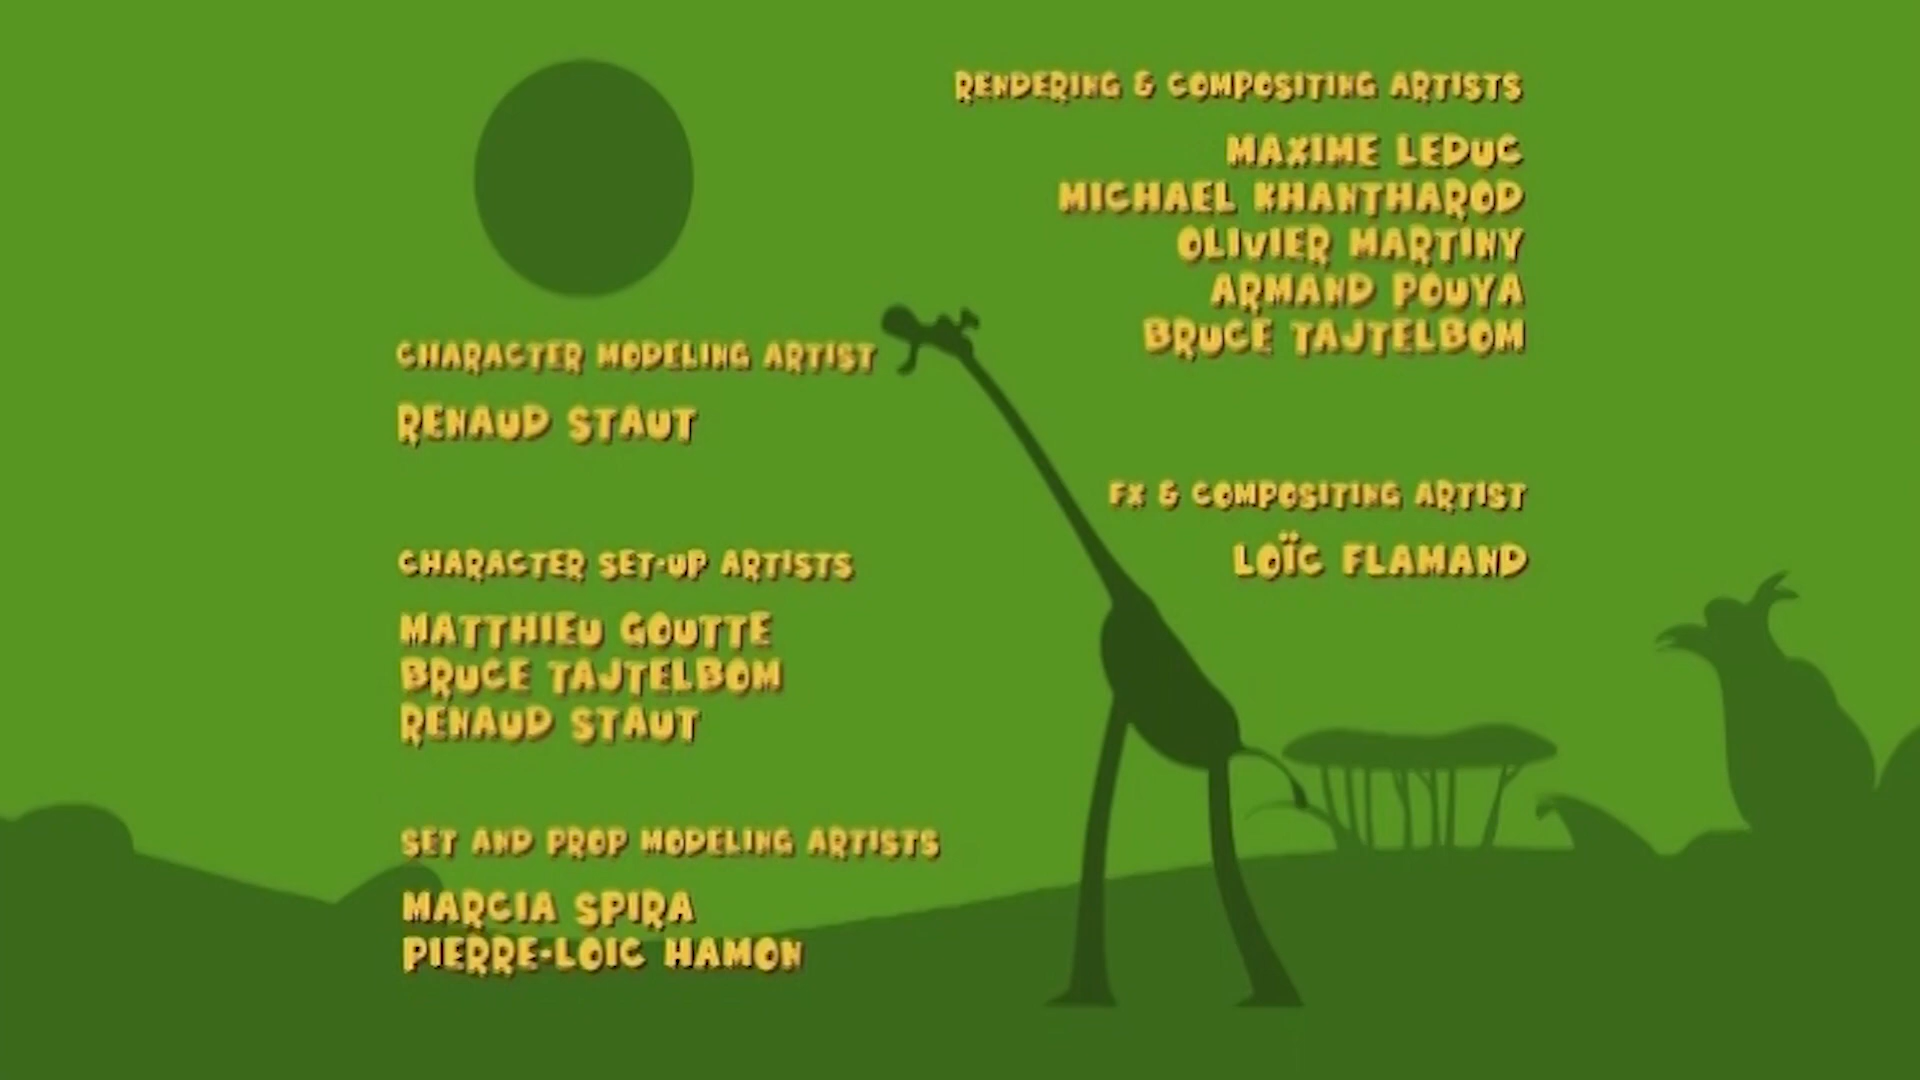 CHARACTER MODELING ARTIST
RENAUD STAUT
CHARACTER SET-UP ARTISTS
MATTHIEU GOUTTE
BRUCE TAJTELBOM
RENAUD STAUT
SET AND PROP MODELING ARTISTS
MARCIA SPIRA
PIERRE-LOIC HAMON
RENDERING & COMPOSITING ARTISTS
MAXIME LEDUC
MICHAEL KHANTHAROD
OLIVIER MARTINY
ARMAND POUYA
BRUCE TAJTELBOM
FX & COMPOSITING ARTIST
LOÏC FLAMAND